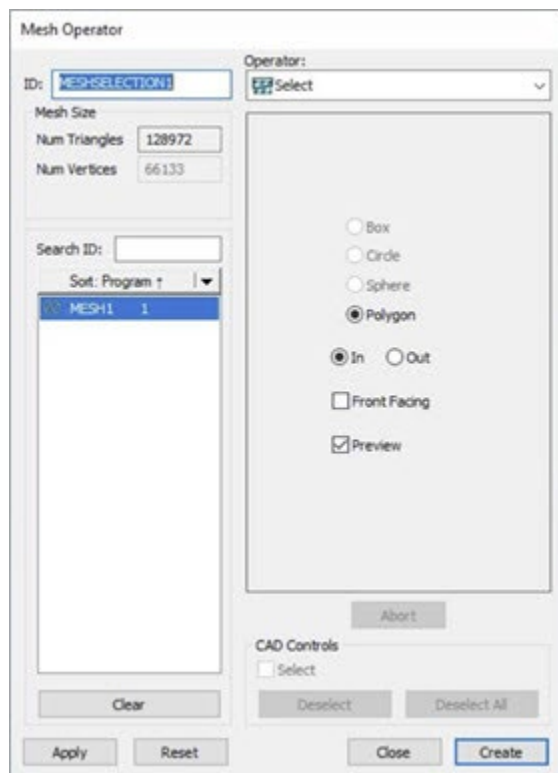 Mesh Operator
ID: MESHSELECTION1
Mesh Size
Num Triangles 128972
Num Vertices 66133
Search ID:
Sort: Program ↑
MESH1 1
Clear
Apply Reset
Operator:
Select
Box
Circle
Sphere
Polygon
In Out
Front Facing
Preview
Abort
CAD Controls
Select
Deselect Deselect All
Close Create